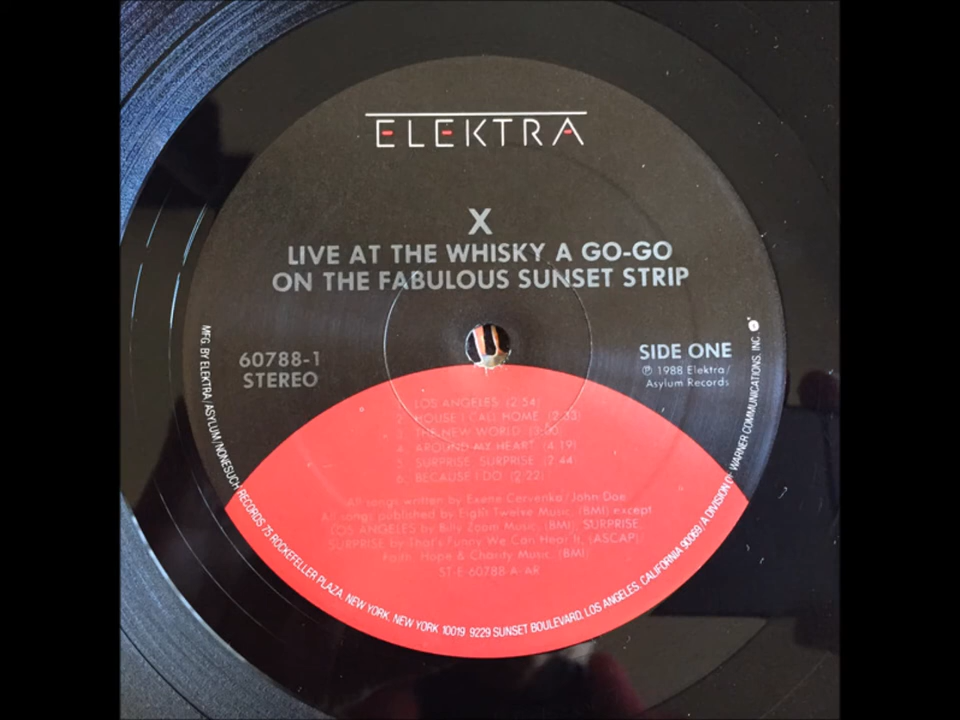 ELEKTRA
X
LIVE AT THE WHISKY A GO-GO
ON THE FABULOUS SUNSET STRIP
60788-1
STEREO
SIDE ONE
℗ 1988 Elektra/
Asylum Records
LOS ANGELES (2:54)
2. HOUSE I CALL HOME (2:33)
3. THE NEW WORLD (3:00)
4. AROUND MY HEART (4:19)
5. SURPRISE, SURPRISE (2:44)
6. BECAUSE I DO (2:22)
All songs written by Exene Cervenka/John Doe
All songs published by Eight Twelve Music, (BMI) except
LOS ANGELES by Billy Zoom Music, (BMI), SURPRISE,
SURPRISE by That's Funny We Can Hear It, (ASCAP)/
Faith, Hope & Charity Music, (BMI)
ST-E 60788-A-AR
MFG. BY ELEKTRA/ASYLUM/NONESUCH RECORDS 75 ROCKEFELLER PLAZA, NEW YORK, NEW YORK 10019 9229 SUNSET BOULEVARD, LOS ANGELES, CALIFORNIA 90069/A DIVISION OF WARNER COMMUNICATIONS, INC.